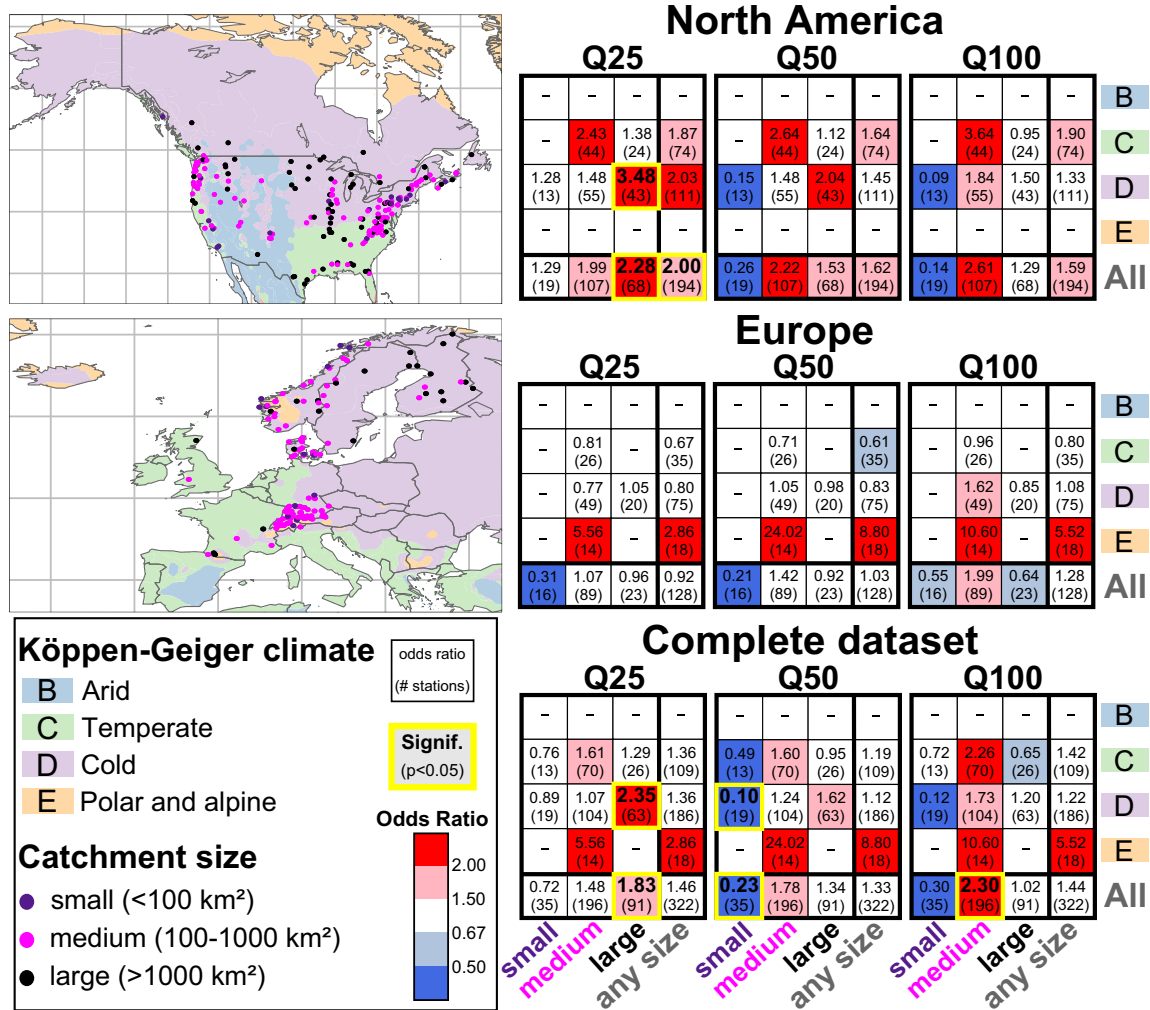 North America
Q25 Q50 Q100
- - - - - - - - - - - - B
- 2.43 1.38 1.87 - 2.64 1.12 1.64 - 3.64 0.95 1.90 C
(44) (24) (74) (44) (24) (74) (44) (24) (74)
1.28 1.48 3.48 2.03 0.15 1.48 2.04 1.45 0.09 1.84 1.50 1.33 D
(13) (55) (43) (111) (13) (55) (43) (111) (13) (55) (43) (111)
- - - - - - - - - - - - E
1.29 1.99 2.28 2.00 0.26 2.22 1.53 1.62 0.14 2.61 1.29 1.59 All
(19) (107) (68) (194) (19) (107) (68) (194) (19) (107) (68) (194)
Europe
Q25 Q50 Q100
- - - - - - - - - - - - B
- 0.81 - 0.67 - 0.71 - 0.61 - 0.96 - 0.80 C
(26) (35) (26) (35) (26) (35)
- 0.77 1.05 0.80 - 1.05 0.98 0.83 - 1.62 0.85 1.08 D
(49) (20) (75) (49) (20) (75) (49) (20) (75)
- 5.56 - 2.86 - 24.02 - 8.80 - 10.60 - 5.52 E
(14) (18) (14) (18) (14) (18)
0.31 1.07 0.96 0.92 0.21 1.42 0.92 1.03 0.55 1.99 0.64 1.28 All
(16) (89) (23) (128) (16) (89) (23) (128) (16) (89) (23) (128)
Köppen-Geiger climate
B Arid
C Temperate
D Cold
E Polar and alpine
Catchment size
small (<100 km²)
medium (100-1000 km²)
large (>1000 km²)
odds ratio
(# stations)
Signif.
(p<0.05)
Odds Ratio
2.00
1.50
0.67
0.50
Complete dataset
Q25 Q50 Q100
- - - - - - - - - - - - B
0.76 1.61 1.29 1.36 0.49 1.60 0.95 1.19 0.72 2.26 0.65 1.42 C
(13) (70) (26) (109) (13) (70) (26) (109) (13) (70) (26) (109)
0.89 1.07 2.35 1.36 0.10 1.24 1.62 1.12 0.12 1.73 1.20 1.22 D
(19) (104) (63) (186) (19) (104) (63) (186) (19) (104) (63) (186)
- 5.56 - 2.86 - 24.02 - 8.80 - 10.60 - 5.52 E
(14) (18) (14) (18) (14) (18)
0.72 1.48 1.83 1.46 0.23 1.78 1.34 1.33 0.30 2.30 1.02 1.44 All
(35) (196) (91) (322) (35) (196) (91) (322) (35) (196) (91) (322)
small medium large any size small medium large any size small medium large any size